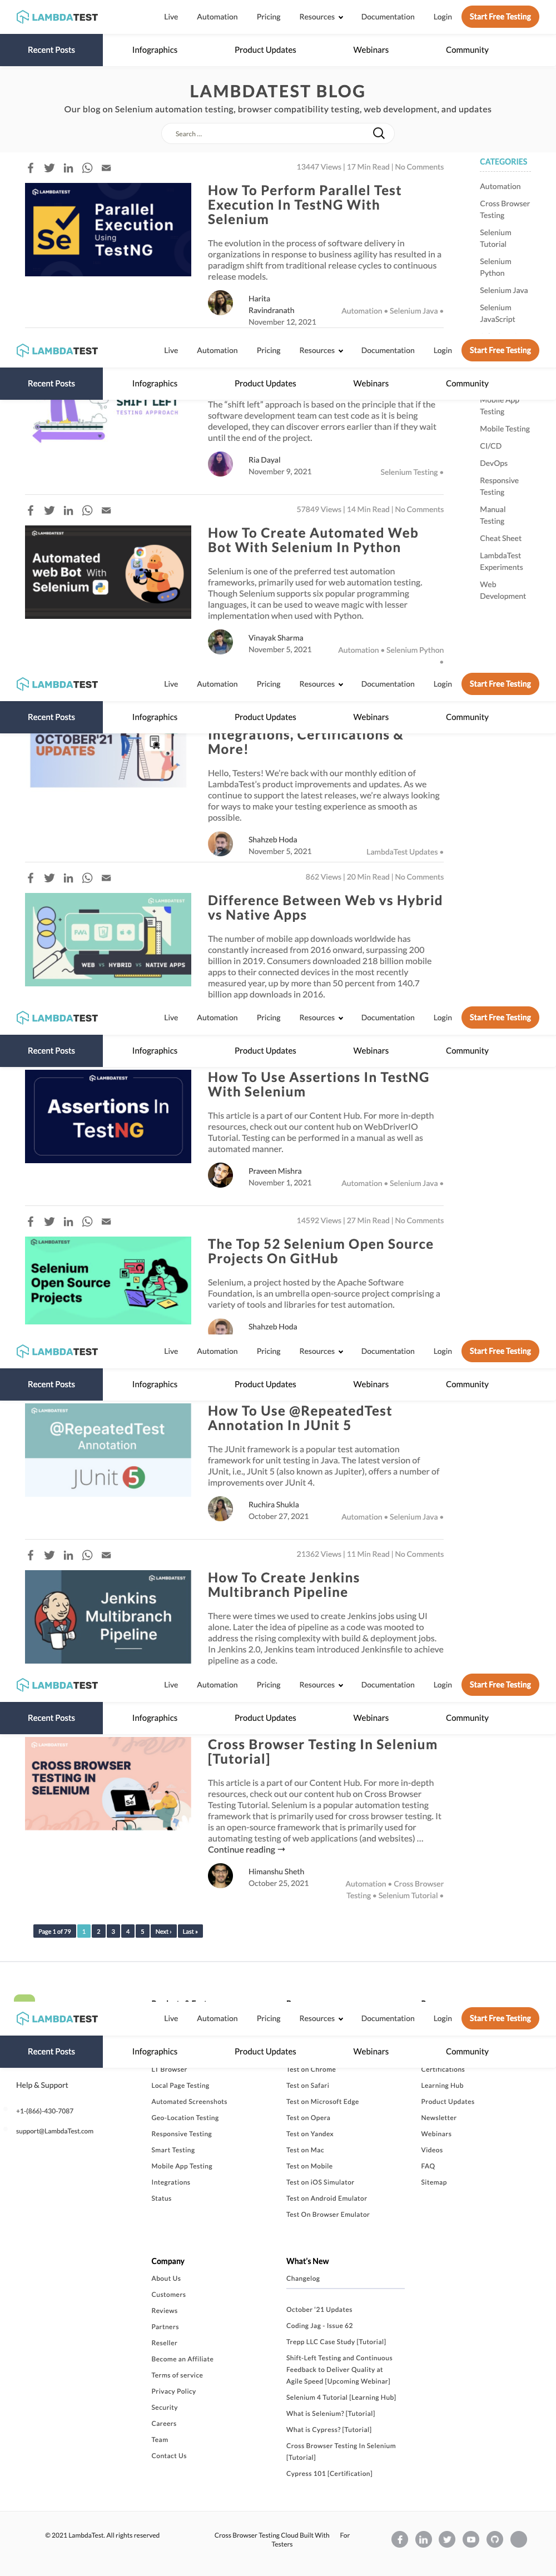 LAMBDATEST Live Automation Pricing Resources Documentation Login Start Free Testing
Recent Posts Infographics Product Updates Webinars Community
LAMBDATEST BLOG
Our blog on Selenium automation testing, browser compatibility testing, web development, and updates
Search ...
13447 Views | 17 Min Read | No Comments
LAMBDATEST
Parallel
Execution
Using
TestNG
Se
How To Perform Parallel Test
Execution In TestNG With
Selenium
The evolution in the process of software delivery in
organizations in response to business agility has resulted in a
paradigm shift from traditional release cycles to continuous
release models.
Harita
Ravindranath
November 12, 2021
Automation • Selenium Java •
CATEGORIES
Automation
Cross Browser
Testing
Selenium
Tutorial
Selenium
Python
Selenium Java
Selenium
JavaScript
LAMBDATEST Live Automation Pricing Resources Documentation Login Start Free Testing
Recent Posts Infographics Product Updates Webinars Community
SHIFT LEFT
TESTING APPROACH
The “shift left” approach is based on the principle that if the
software development team can test code as it is being
developed, they can discover errors earlier than if they wait
until the end of the project.
Ria Dayal
November 9, 2021
Selenium Testing •
Mobile App
Testing
Mobile Testing
CI/CD
DevOps
Responsive
Testing
Manual
Testing
Cheat Sheet
LambdaTest
Experiments
Web
Development
57849 Views | 14 Min Read | No Comments
LAMBDATEST
Automated
web Bot With
Selenium
How To Create Automated Web
Bot With Selenium In Python
Selenium is one of the preferred test automation
frameworks, primarily used for web automation testing.
Though Selenium supports six popular programming
languages, it can be used to weave magic with lesser
implementation when used with Python.
Vinayak Sharma
November 5, 2021
Automation • Selenium Python
•
LAMBDATEST Live Automation Pricing Resources Documentation Login Start Free Testing
Recent Posts Infographics Product Updates Webinars Community
OCTOBER'21
UPDATES
Integrations, Certifications &
More!
Hello, Testers! We're back with our monthly edition of
LambdaTest's product improvements and updates. As we
continue to support the latest releases, we're always looking
for ways to make your testing experience as smooth as
possible.
Shahzeb Hoda
November 5, 2021
LambdaTest Updates •
862 Views | 20 Min Read | No Comments
LAMBDATEST
WEB VS HYBRID VS NATIVE APPS
Difference Between Web vs Hybrid
vs Native Apps
The number of mobile app downloads worldwide has
constantly increased from 2016 onward, surpassing 200
billion in 2019. Consumers downloaded 218 billion mobile
apps to their connected devices in the most recently
measured year, up by more than 50 percent from 140.7
billion app downloads in 2016.
LAMBDATEST Live Automation Pricing Resources Documentation Login Start Free Testing
Recent Posts Infographics Product Updates Webinars Community
LAMBDATEST
Assertions In
TestNG
How To Use Assertions In TestNG
With Selenium
This article is a part of our Content Hub. For more in-depth
resources, check out our content hub on WebDriverIO
Tutorial. Testing can be performed in a manual as well as
automated manner.
Praveen Mishra
November 1, 2021
Automation • Selenium Java •
14592 Views | 27 Min Read | No Comments
LAMBDATEST
Selenium
Open Source
Projects
The Top 52 Selenium Open Source
Projects On GitHub
Selenium, a project hosted by the Apache Software
Foundation, is an umbrella open-source project comprising a
variety of tools and libraries for test automation.
Shahzeb Hoda
LAMBDATEST Live Automation Pricing Resources Documentation Login Start Free Testing
Recent Posts Infographics Product Updates Webinars Community
LAMBDATEST
@RepeatedTest
Annotation
JUnit 5
How To Use @RepeatedTest
Annotation In JUnit 5
The JUnit framework is a popular test automation
framework for unit testing in Java. The latest version of
JUnit, i.e., JUnit 5 (also known as Jupiter), offers a number of
improvements over JUnit 4.
Ruchira Shukla
October 27, 2021
Automation • Selenium Java •
21362 Views | 11 Min Read | No Comments
LAMBDATEST
Jenkins
Multibranch
Pipeline
How To Create Jenkins
Multibranch Pipeline
There were times we used to create Jenkins jobs using UI
alone. Later the idea of pipeline as a code was mooted to
address the rising complexity with build & deployment jobs.
In Jenkins 2.0, Jenkins team introduced Jenkinsfile to achieve
pipeline as a code.
LAMBDATEST Live Automation Pricing Resources Documentation Login Start Free Testing
Recent Posts Infographics Product Updates Webinars Community
LAMBDATEST
CROSS BROWSER
TESTING IN
SELENIUM
Cross Browser Testing In Selenium
[Tutorial]
This article is a part of our Content Hub. For more in-depth
resources, check out our content hub on Cross Browser
Testing Tutorial. Selenium is a popular automation testing
framework that is primarily used for cross browser testing. It
is an open-source framework that is primarily used for
automating testing of web applications (and websites) ...
Continue reading →
Himanshu Sheth
October 25, 2021
Automation • Cross Browser
Testing • Selenium Tutorial •
Page 1 of 79 1 2 3 4 5 Next › Last »
LAMBDATEST Live Automation Pricing Resources Documentation Login Start Free Testing
Recent Posts Infographics Product Updates Webinars Community
Help & Support
+1-(866)-430-7087
support@LambdaTest.com
LT Browser
Local Page Testing
Automated Screenshots
Geo-Location Testing
Responsive Testing
Smart Testing
Mobile App Testing
Integrations
Status
Test on Chrome
Test on Safari
Test on Microsoft Edge
Test on Opera
Test on Yandex
Test on Mac
Test on Mobile
Test on iOS Simulator
Test on Android Emulator
Test On Browser Emulator
Certifications
Learning Hub
Product Updates
Newsletter
Webinars
Videos
FAQ
Sitemap
Company
About Us
Customers
Reviews
Partners
Reseller
Become an Affiliate
Terms of service
Privacy Policy
Security
Careers
Team
Contact Us
What's New
Changelog
October '21 Updates
Coding Jag - Issue 62
Trepp LLC Case Study [Tutorial]
Shift-Left Testing and Continuous
Feedback to Deliver Quality at
Agile Speed [Upcoming Webinar]
Selenium 4 Tutorial [Learning Hub]
What is Selenium? [Tutorial]
What is Cypress? [Tutorial]
Cross Browser Testing In Selenium
[Tutorial]
Cypress 101 [Certification]
© 2021 LambdaTest. All rights reserved
Cross Browser Testing Cloud Built With For
Testers